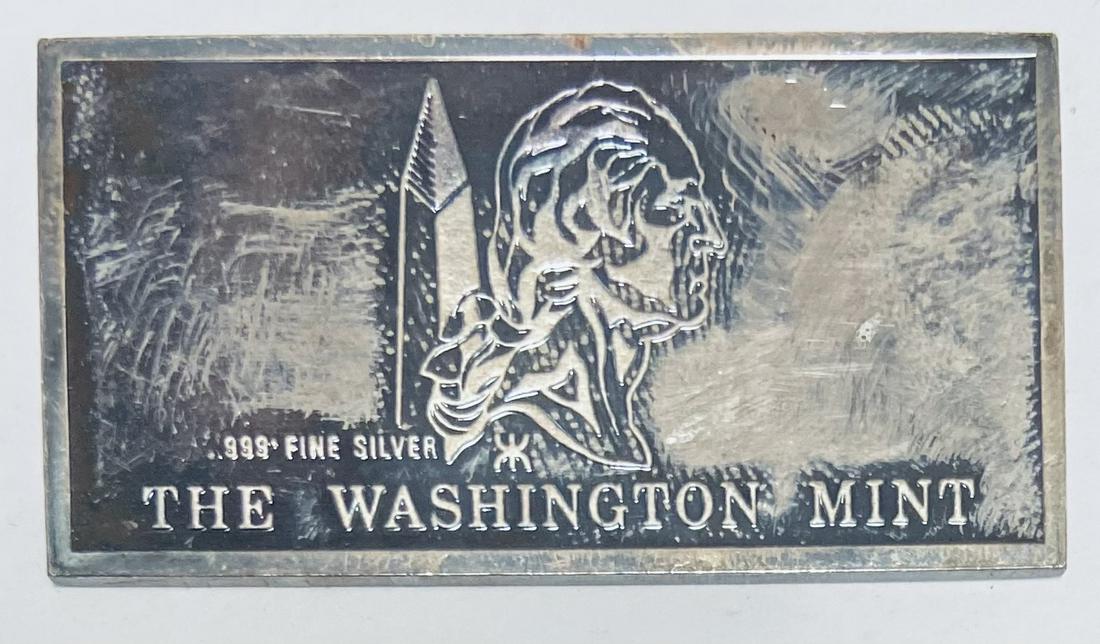 .999+ FINE SILVER
THE WASHINGTON MINT